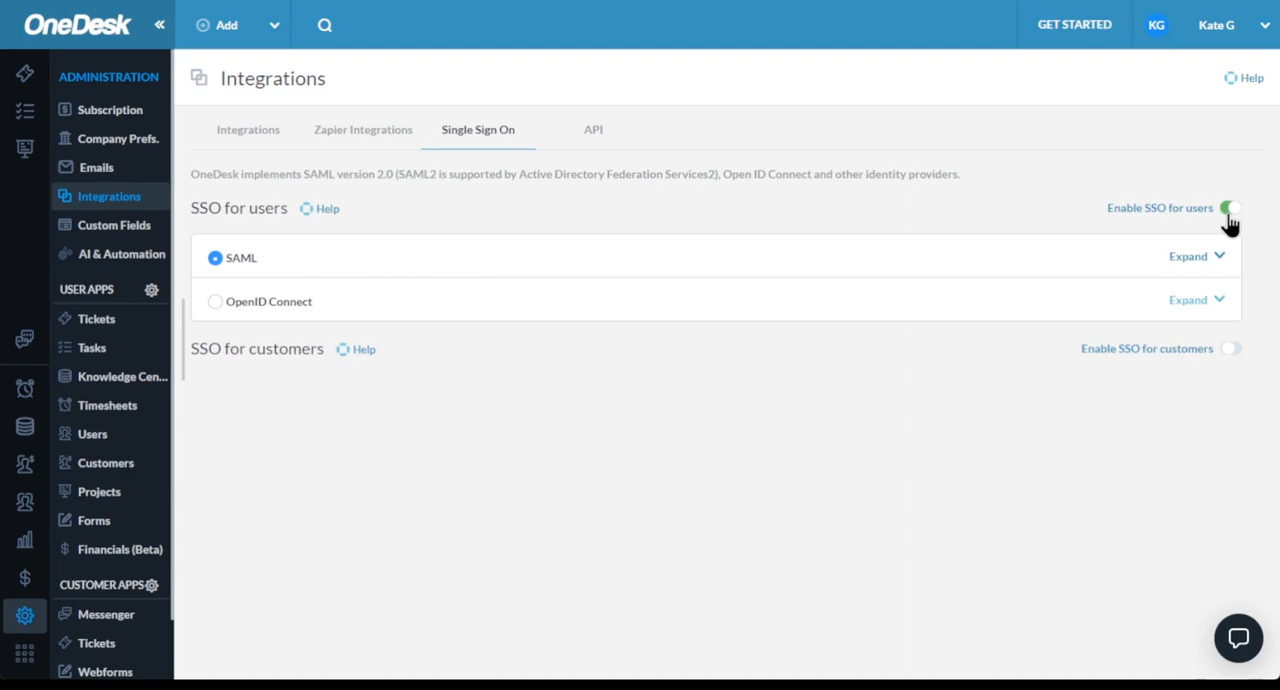 OneDesk «
Add
GET STARTED
KG
Kate G
ADMINISTRATION
Subscription
Company Prefs.
Emails
Integrations
Custom Fields
AI & Automation
USER APPS
Tickets
Tasks
Knowledge Cen...
Timesheets
Users
Customers
Projects
Forms
Financials (Beta)
CUSTOMER APPS
Messenger
Tickets
Webforms
Integrations
Help
Integrations
Zapier Integrations
Single Sign On
API
OneDesk implements SAML version 2.0 (SAML2 is supported by Active Directory Federation Services2), Open ID Connect and other identity providers.
SSO for users
Help
Enable SSO for users
SAML
Expand
OpenID Connect
Expand
SSO for customers
Help
Enable SSO for customers